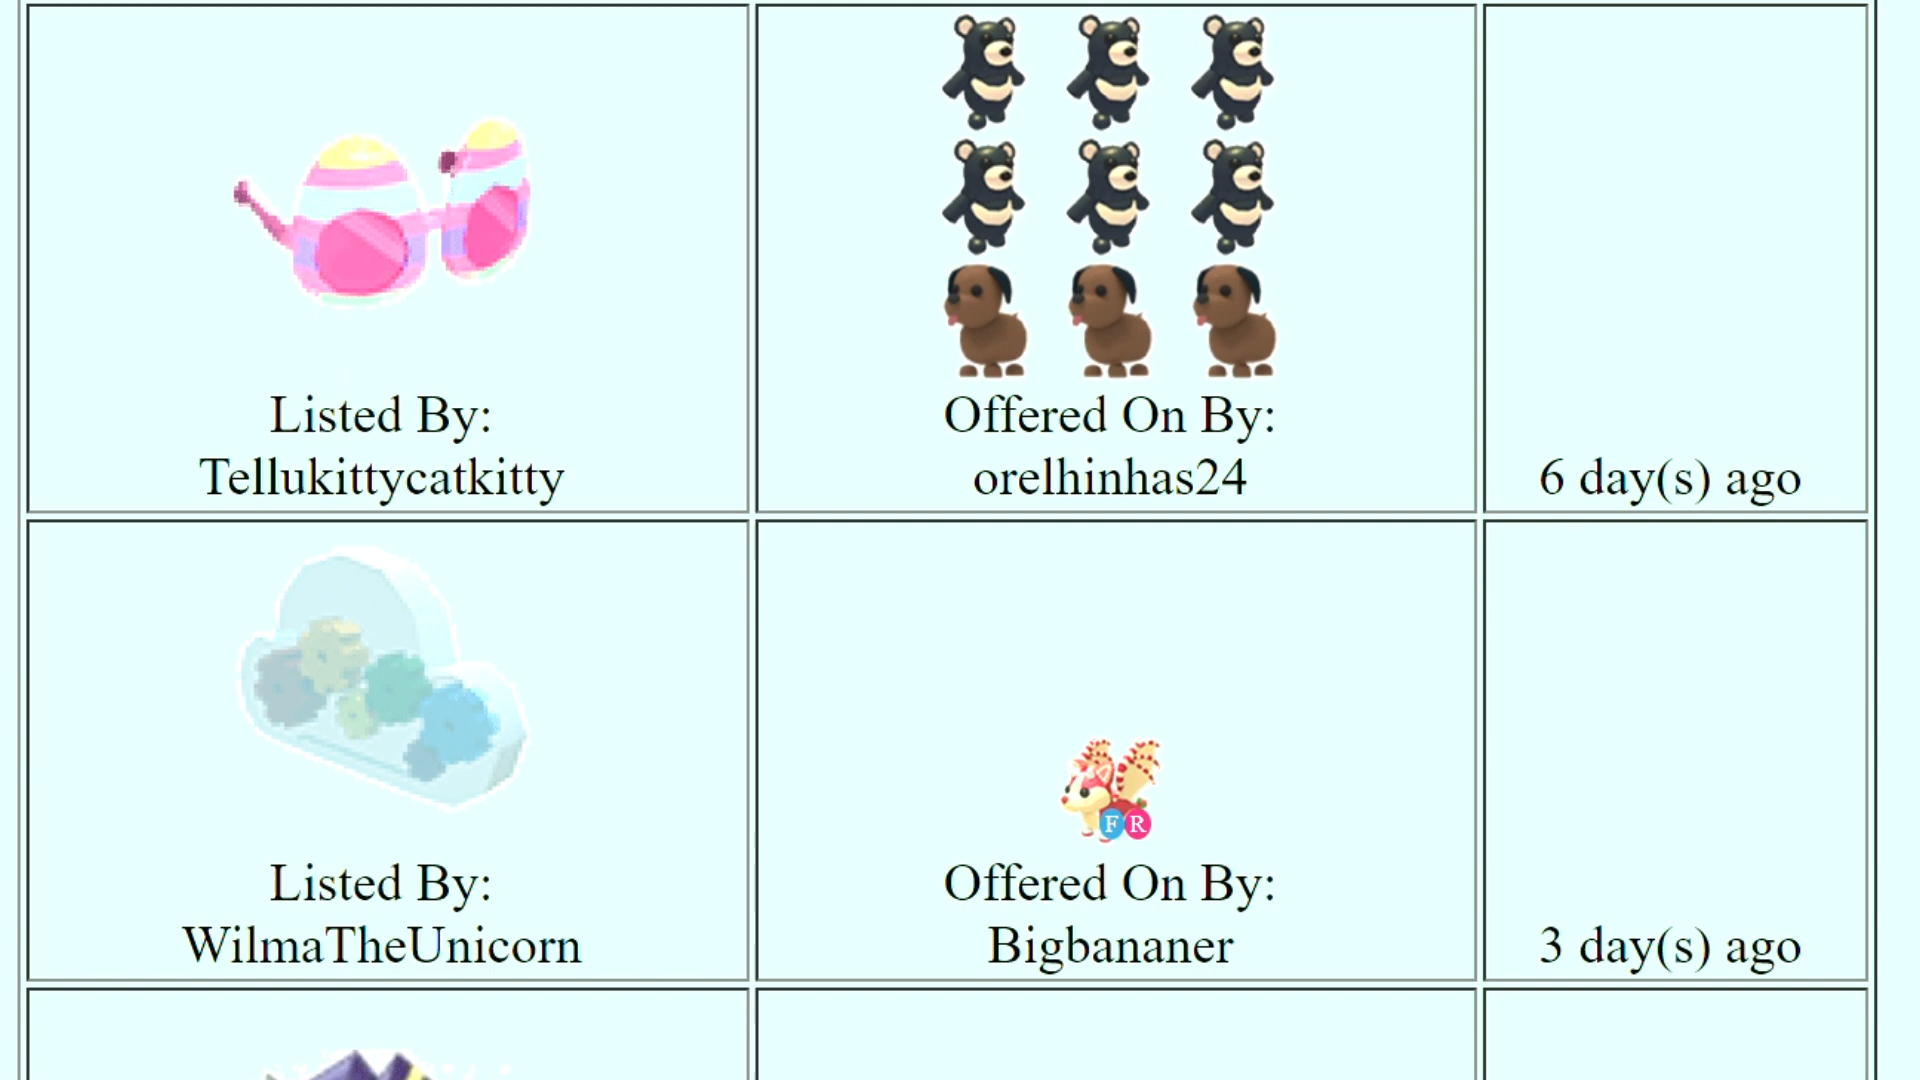 Listed By:
Tellukittycatkitty
Offered On By:
orelhinhas24
6 day(s) ago
F R
Listed By:
WilmaTheUnicorn
Offered On By:
Bigbananer
3 day(s) ago